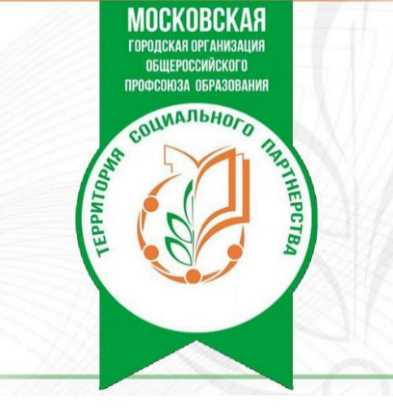 МОСКОВСКАЯ
ГОРОДСКАЯ ОРГАНИЗАЦИЯ
ОБЩЕРОССИЙСКОГО
ПРОФСОЮЗА ОБРАЗОВАНИЯ
ТЕРРИТОРИЯ СОЦИАЛЬНОГО ПАРТНЕРСТВА